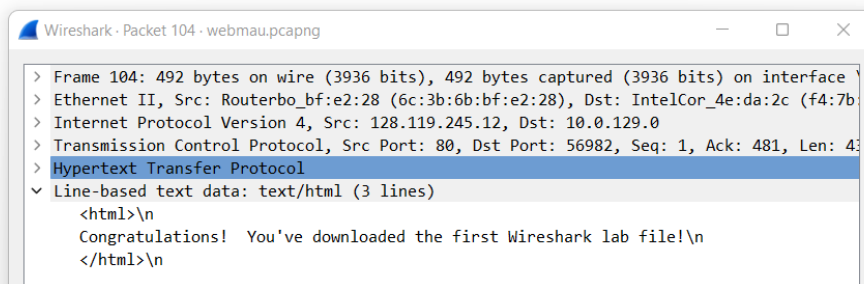 Wireshark · Packet 104 · webmau.pcapng
Frame 104: 492 bytes on wire (3936 bits), 492 bytes captured (3936 bits) on interface \
Ethernet II, Src: Routerbo_bf:e2:28 (6c:3b:6b:bf:e2:28), Dst: IntelCor_4e:da:2c (f4:7b:
Internet Protocol Version 4, Src: 128.119.245.12, Dst: 10.0.129.0
Transmission Control Protocol, Src Port: 80, Dst Port: 56982, Seq: 1, Ack: 481, Len: 43
Hypertext Transfer Protocol
Line-based text data: text/html (3 lines)
<html>\n
Congratulations!  You've downloaded the first Wireshark lab file!\n
</html>\n